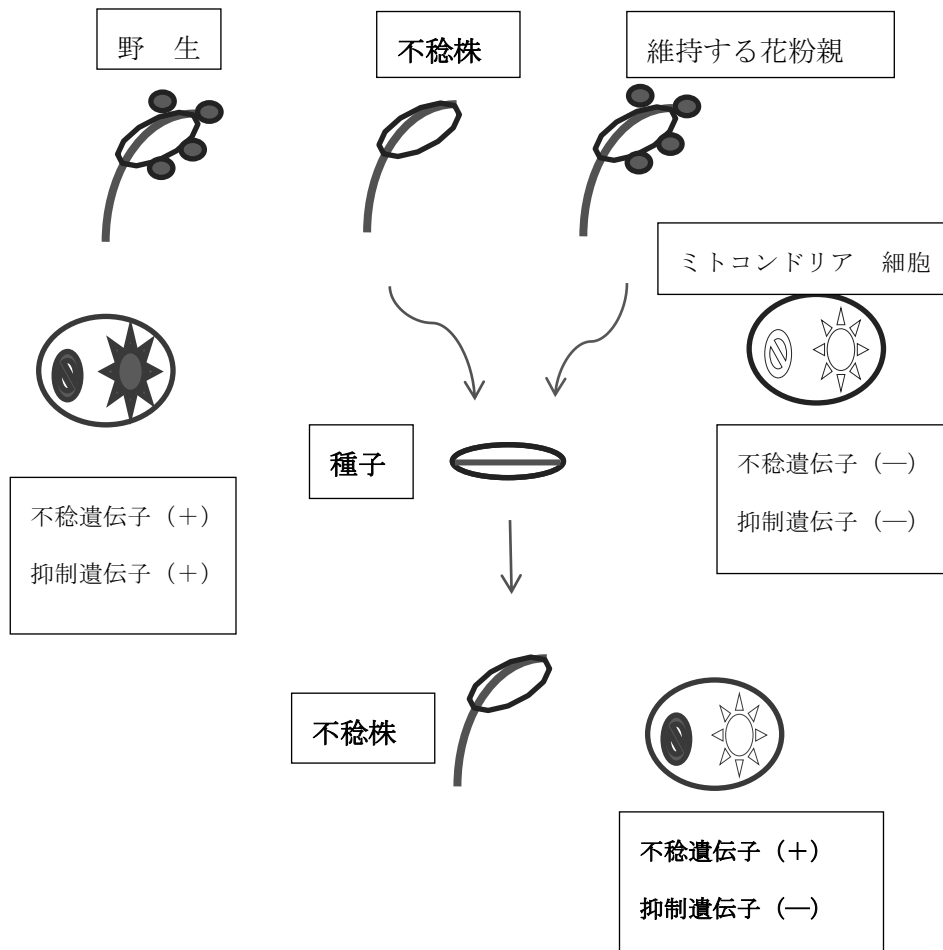 野　生
不稔株
維持する花粉親
ミトコンドリア　細胞
種子
不稔遺伝子（―）
抑制遺伝子（―）
不稔遺伝子（＋）
抑制遺伝子（＋）
不稔株
不稔遺伝子（＋）
抑制遺伝子（―）